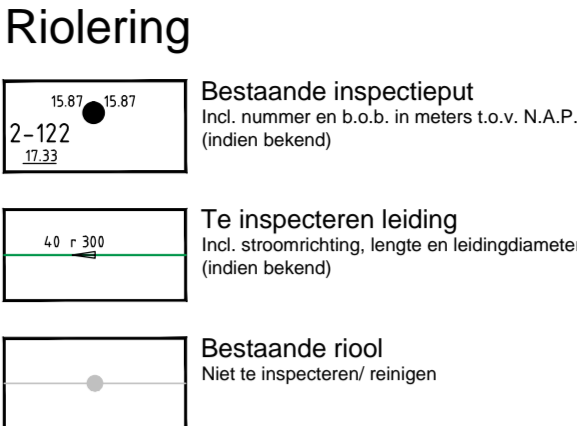 Riolering
15.87 15.87
2-122
17.33
Bestaande inspectieput
Incl. nummer en b.o.b. in meters t.o.v. N.A.P.
(indien bekend)
40 r 300
Te inspecteren leiding
Incl. stroomrichting, lengte en leidingdiameter
(indien bekend)
Bestaande riool
Niet te inspecteren/ reinigen